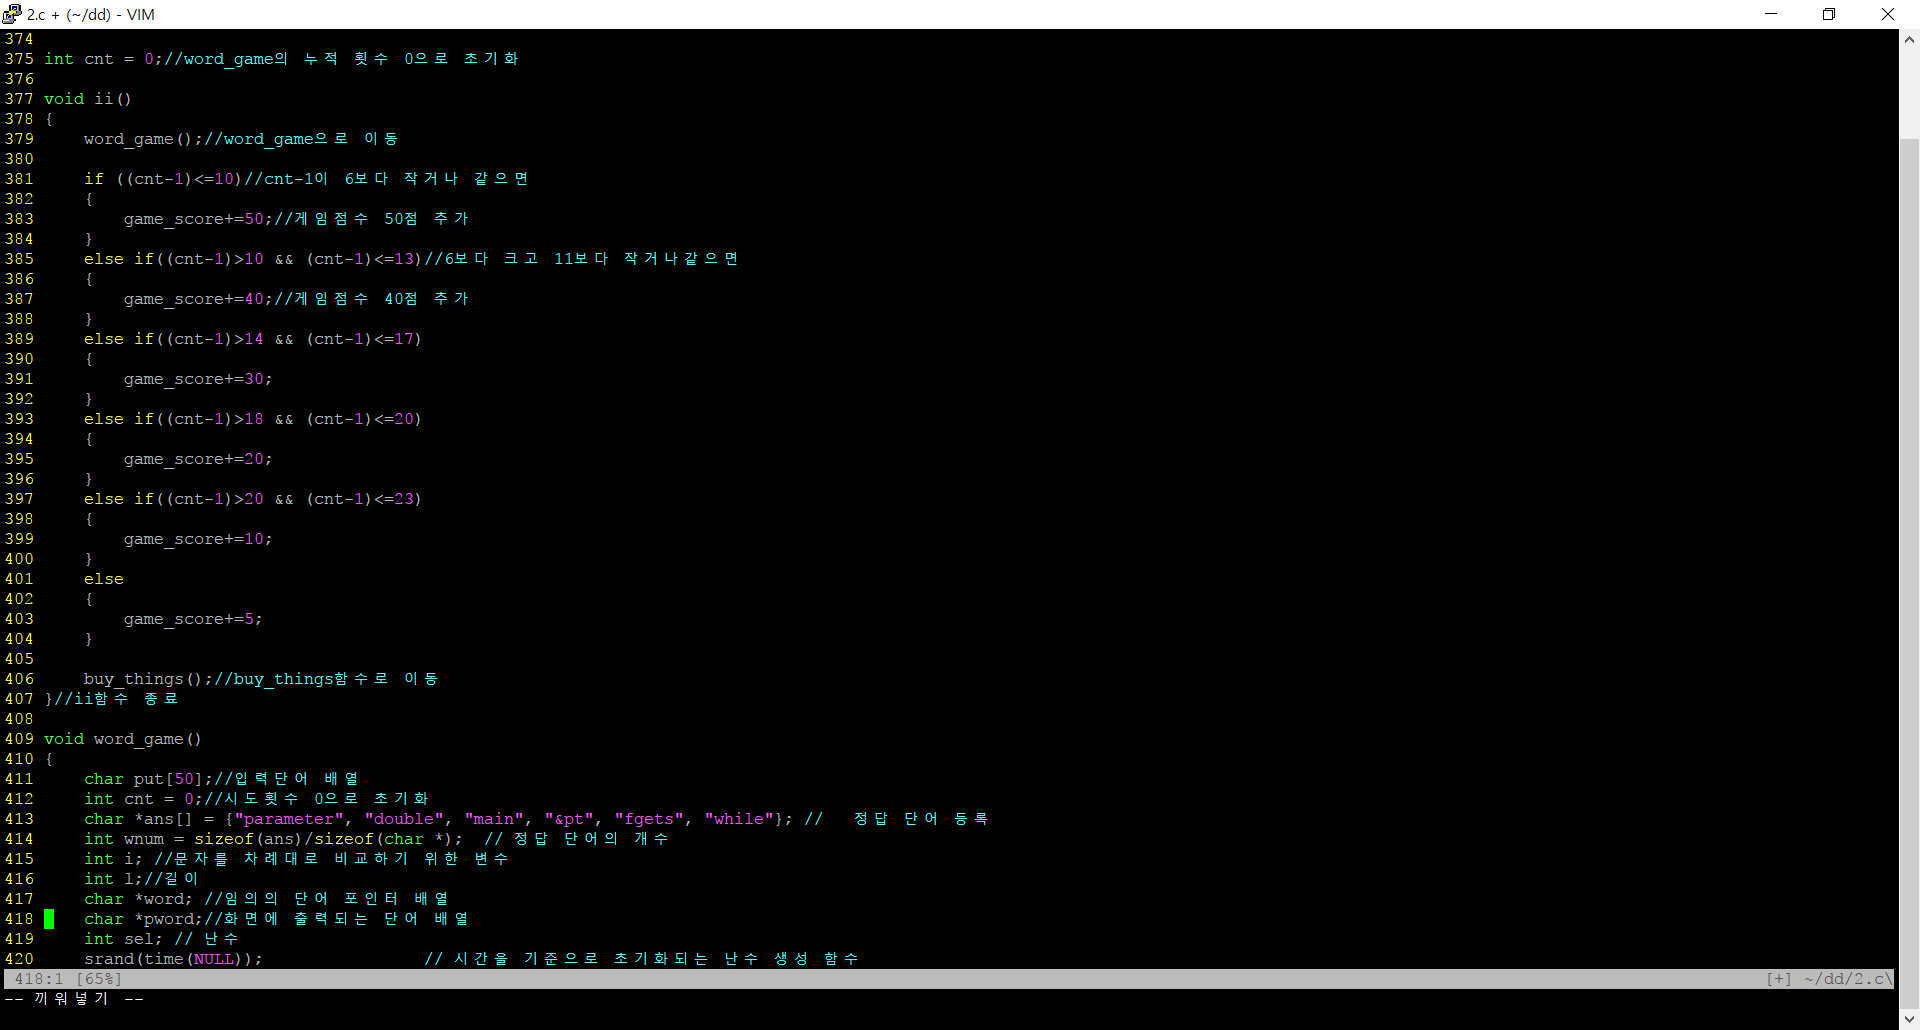 2.c + (~/dd) - VIM
374
375 int cnt = 0;//word_game의 누적 횟수 0으로 초기화
376
377 void ii()
378 {
379     word_game();//word_game으로 이동
380
381     if ((cnt-1)<=10)//cnt-1이 6보다 작거나 같으면
382     {
383         game_score+=50;//게임점수 50점 추가
384     }
385     else if((cnt-1)>10 && (cnt-1)<=13)//6보다 크고 11보다 작거나같으면
386     {
387         game_score+=40;//게임점수 40점 추가
388     }
389     else if((cnt-1)>14 && (cnt-1)<=17)
390     {
391         game_score+=30;
392     }
393     else if((cnt-1)>18 && (cnt-1)<=20)
394     {
395         game_score+=20;
396     }
397     else if((cnt-1)>20 && (cnt-1)<=23)
398     {
399         game_score+=10;
400     }
401     else
402     {
403         game_score+=5;
404     }
405
406     buy_things();//buy_things함수로 이동
407 }//ii함수 종료
408
409 void word_game()
410 {
411     char put[50];//입력단어 배열
412     int cnt = 0;//시도횟수 0으로 초기화
413     char *ans[] = {"parameter", "double", "main", "&pt", "fgets", "while"}; //   정답 단어 등록
414     int wnum = sizeof(ans)/sizeof(char *);  // 정답 단어의 개수
415     int i; //문자를 차례대로 비교하기 위한 변수
416     int l;//길이
417     char *word; //임의의 단어 포인터 배열
418     char *pword;//화면에 출력되는 단어 배열
419     int sel; // 난수
420     srand(time(NULL));                // 시간을 기준으로 초기화되는 난수 생성 함수
418:1 [65%] [+] ~/dd/2.c\
-- 끼워넣기 --